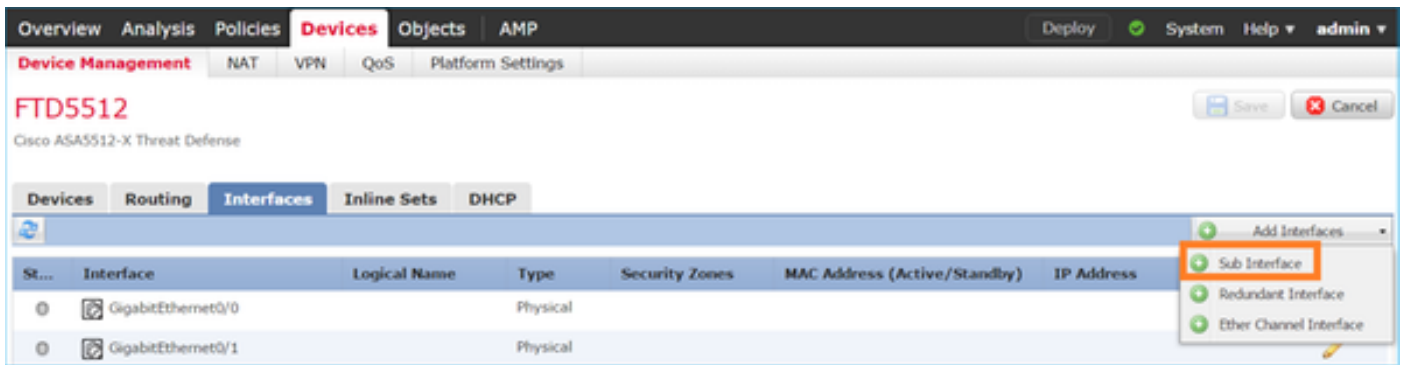 Overview Analysis Policies Devices Objects AMP Deploy System Help admin
Device Management NAT VPN QoS Platform Settings
FTD5512 Save Cancel
Cisco ASA5512-X Threat Defense
Devices Routing Interfaces Inline Sets DHCP
Add Interfaces
St... Interface Logical Name Type Security Zones MAC Address (Active/Standby) IP Address
Sub Interface
GigabitEthernet0/0 Physical
Redundant Interface
Ether Channel Interface
GigabitEthernet0/1 Physical